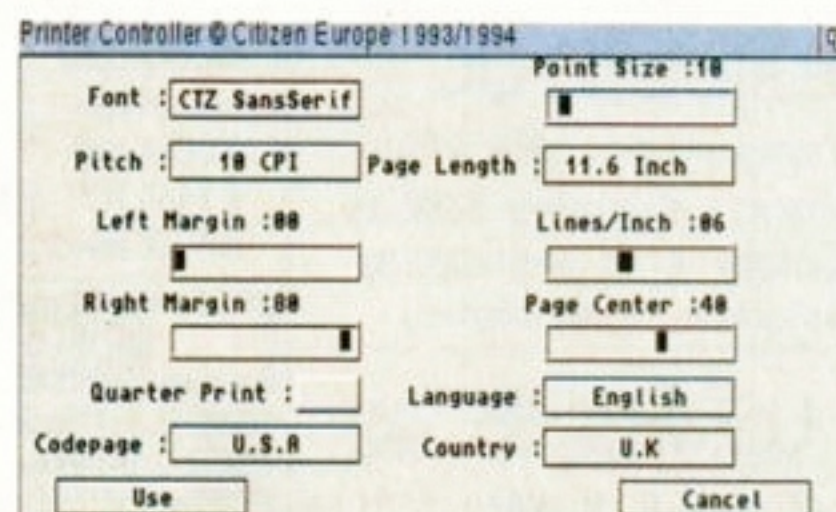 Printer Controller © Citizen Europe 1993/1994
Point Size :10
Font : CTZ SansSerif
Pitch : 10 CPI Page Length : 11.6 Inch
Left Margin :00 Lines/Inch :06
Right Margin :80 Page Center :40
Quarter Print : Language : English
Codepage : U.S.A Country : U.K
Use Cancel